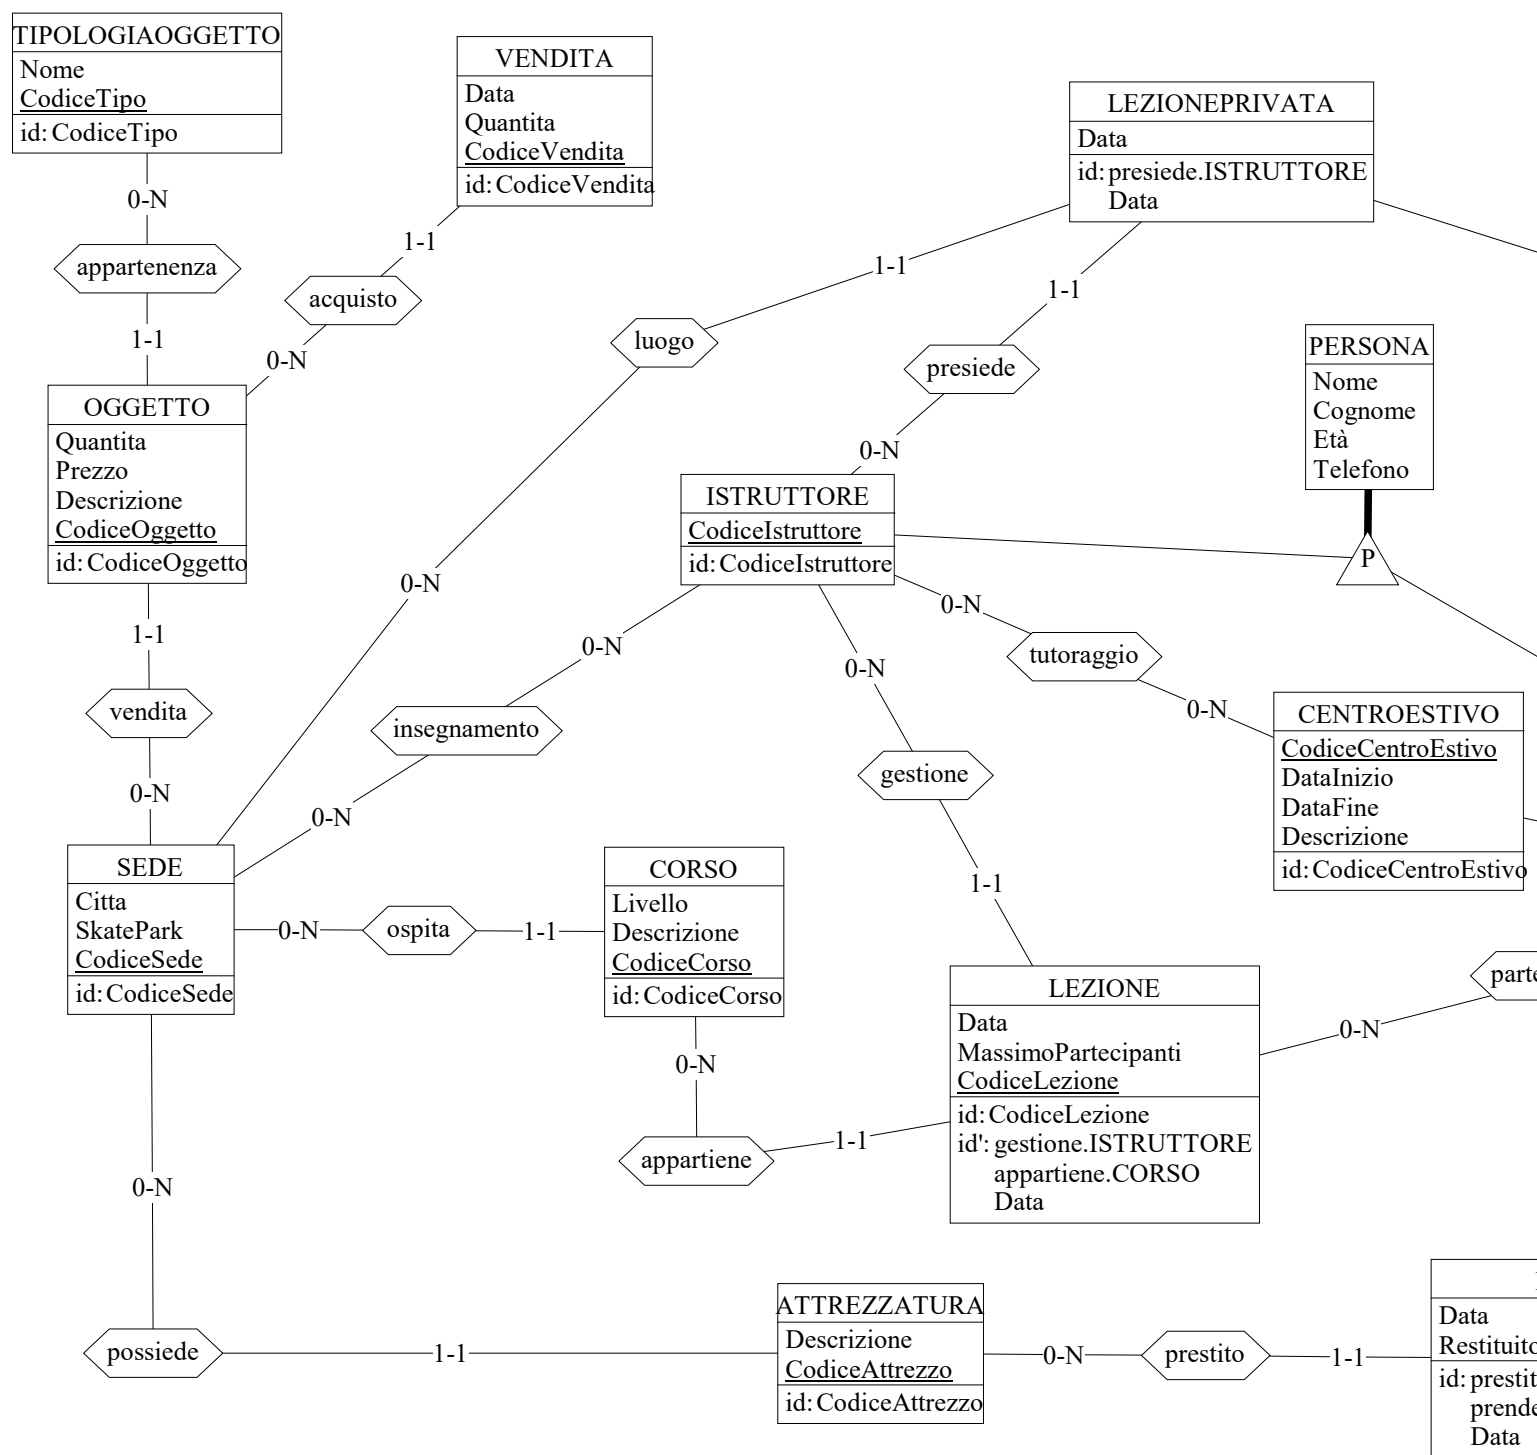 TIPOLOGIAOGGETTO
Nome
CodiceTipo
id: CodiceTipo
0-N
appartenenza
1-1
VENDITA
Data
Quantita
CodiceVendita
id: CodiceVendita
1-1
acquisto
0-N
OGGETTO
Quantita
Prezzo
Descrizione
CodiceOggetto
id: CodiceOggetto
1-1
vendita
0-N
LEZIONEPRIVATA
Data
id: presiede.ISTRUTTORE
Data
1-1
luogo
0-N
1-1
presiede
0-N
PERSONA
Nome
Cognome
Età
Telefono
P
ISTRUTTORE
CodiceIstruttore
id: CodiceIstruttore
0-N
insegnamento
0-N
0-N
gestione
1-1
0-N
tutoraggio
0-N
CENTROESTIVO
CodiceCentroEstivo
DataInizio
DataFine
Descrizione
id: CodiceCentroEstivo
SEDE
Citta
SkatePark
CodiceSede
id: CodiceSede
0-N
ospita
1-1
CORSO
Livello
Descrizione
CodiceCorso
id: CodiceCorso
0-N
appartiene
1-1
LEZIONE
Data
MassimoPartecipanti
CodiceLezione
id: CodiceLezione
id': gestione.ISTRUTTORE
appartiene.CORSO
Data
0-N
parte
0-N
possiede
1-1
ATTREZZATURA
Descrizione
CodiceAttrezzo
id: CodiceAttrezzo
0-N
prestito
1-1
Data
Restituito
id: prestit
prende
Data